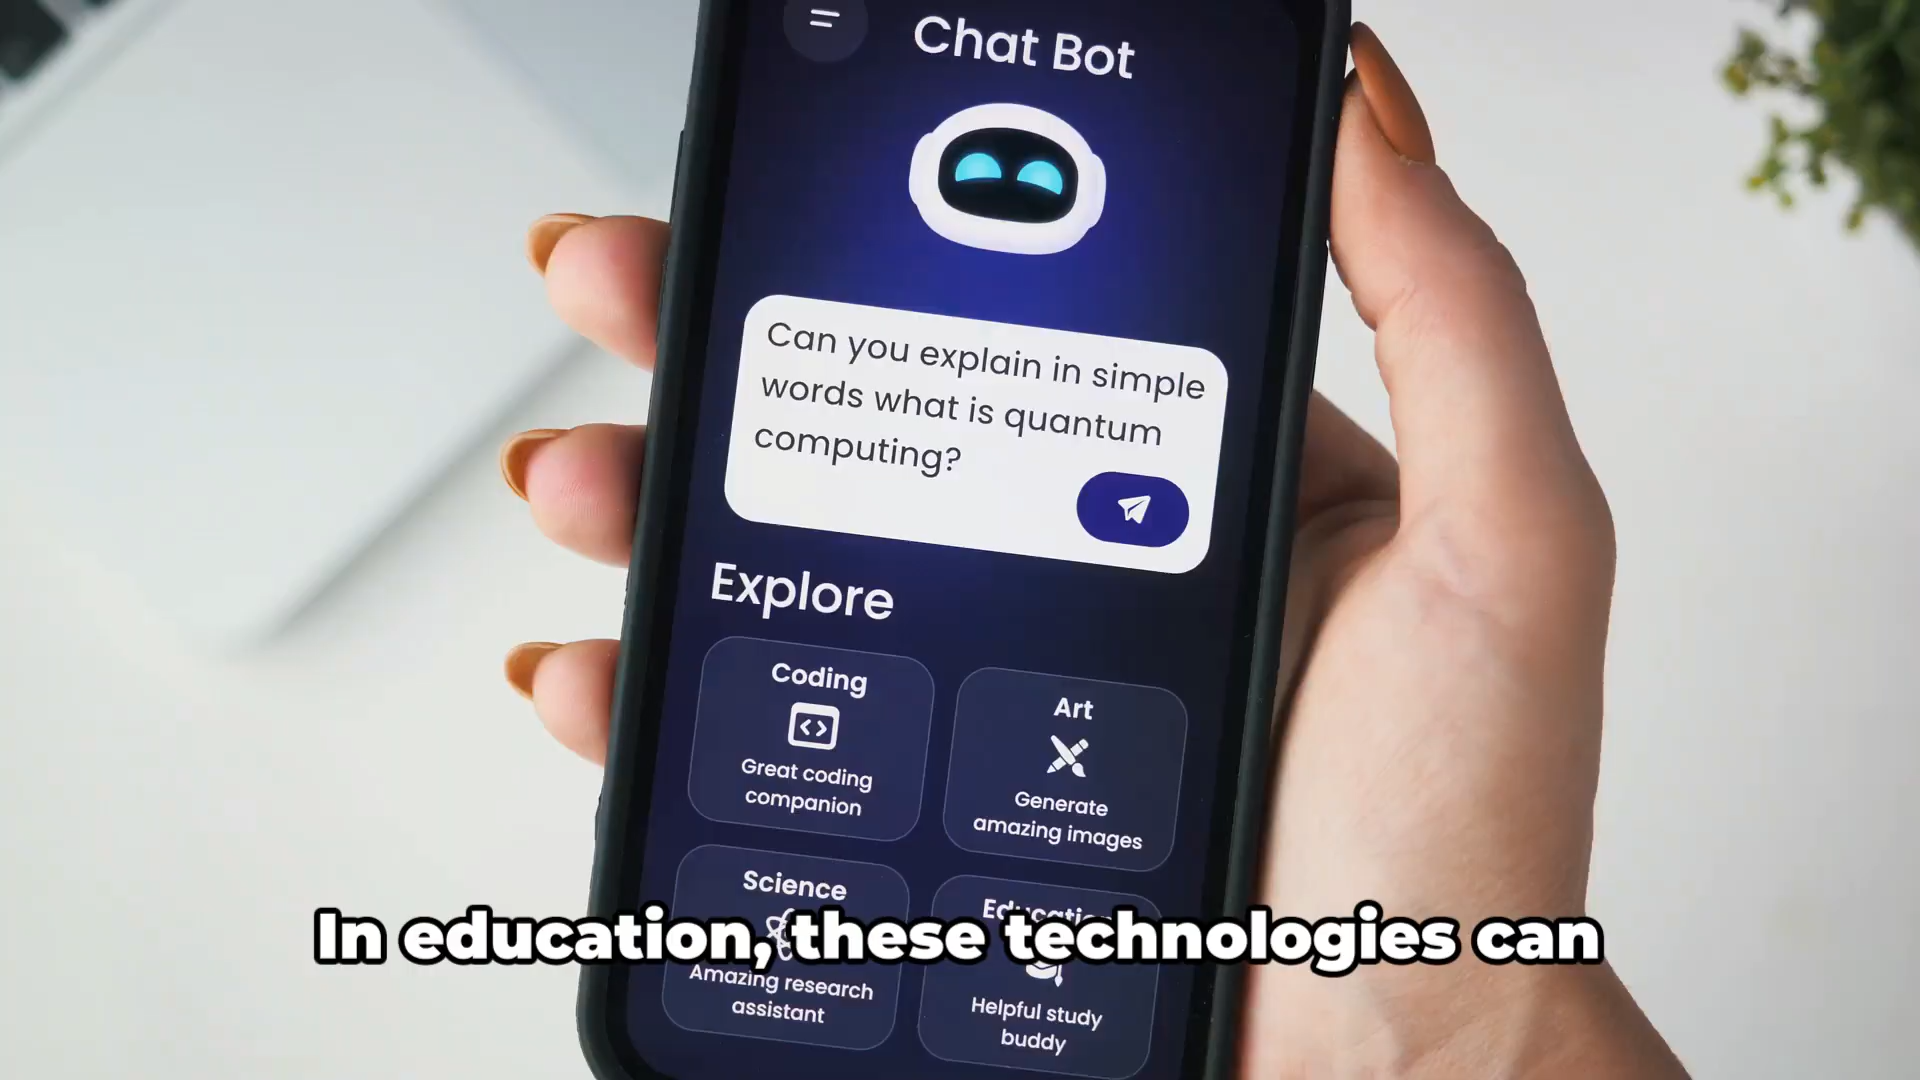 Chat Bot
Can you explain in simple
words what is quantum
computing?
Explore
Coding
Great coding
companion
Art
Generate
amazing images
Science
Amazing research
assistant
Education
Helpful study
buddy
In education, these technologies can